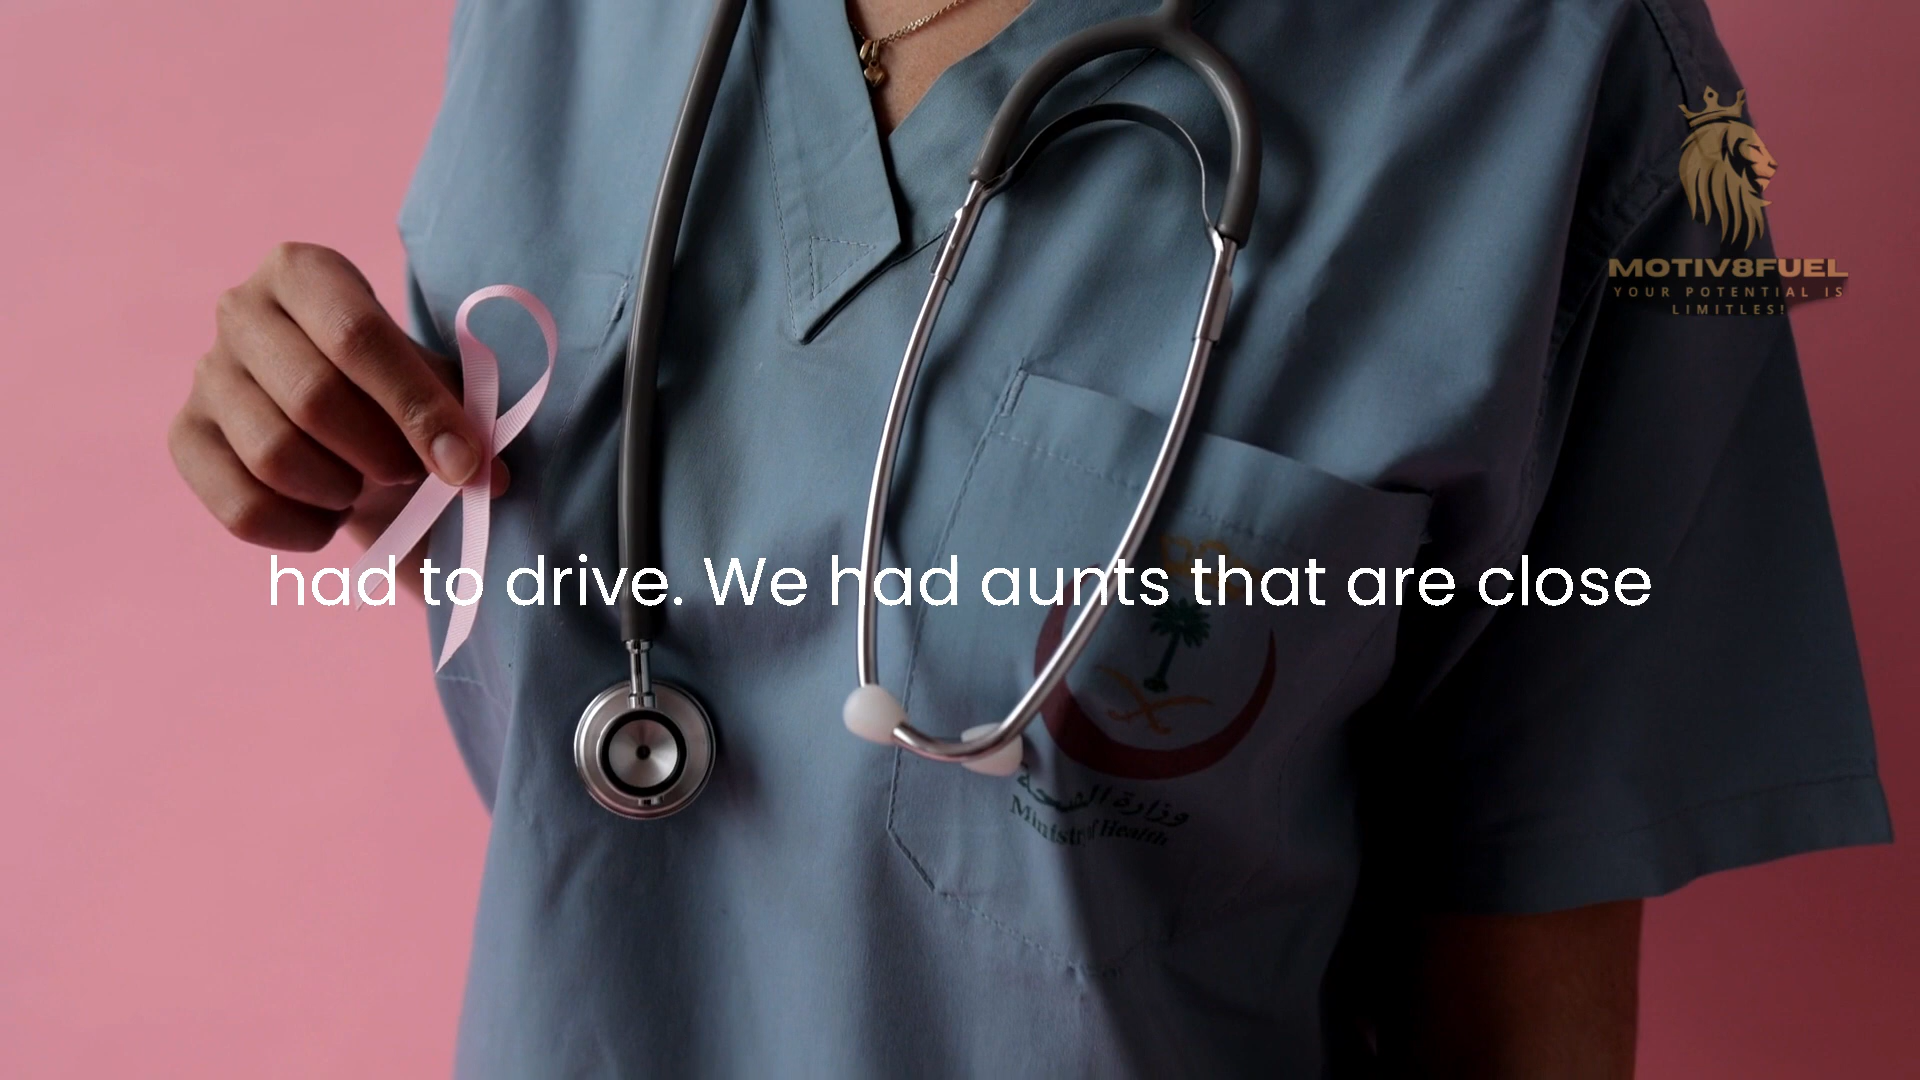 MOTIV8FUEL
YOUR POTENTIAL IS
LIMITLES!
had to drive. We had aunts that are close
وزارة الصحة
Ministry of Health